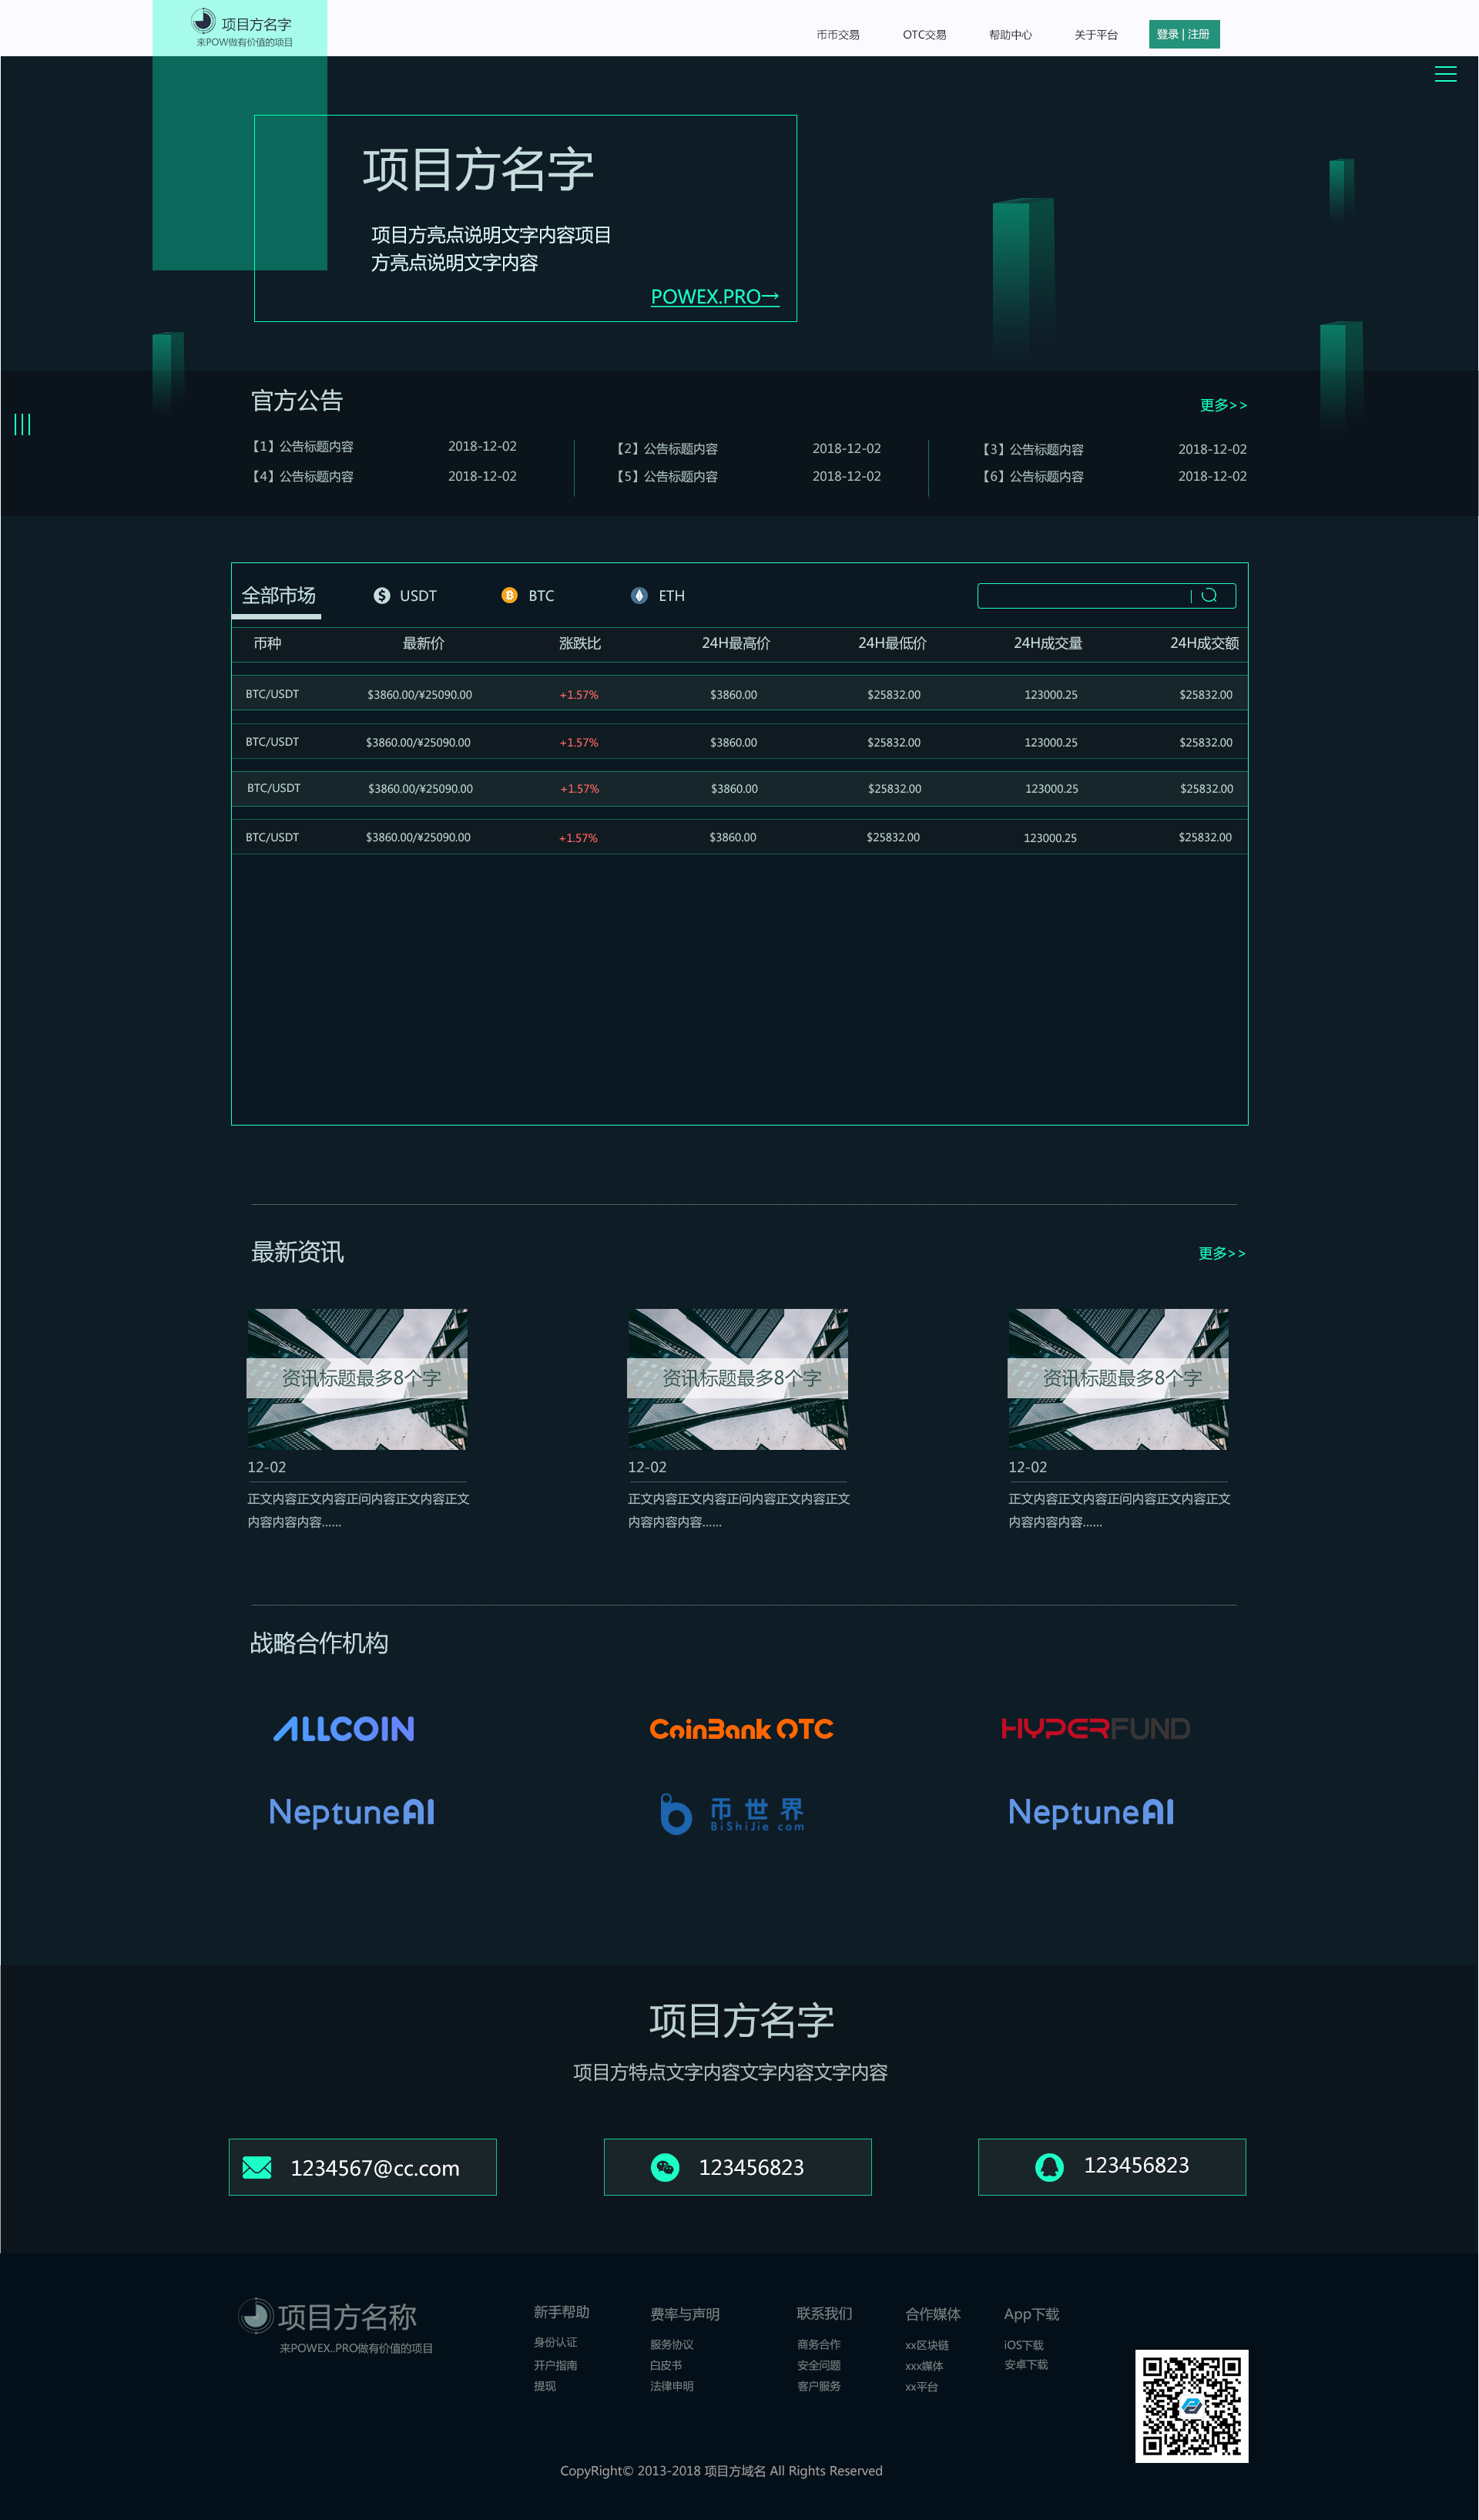 项目方名字
来POW做有价值的项目
币币交易 OTC交易 帮助中心 关于平台 登录 | 注册
项目方名字
项目方亮点说明文字内容项目
方亮点说明文字内容
POWEX.PRO→
官方公告 更多>>
【1】公告标题内容 2018-12-02 【2】公告标题内容 2018-12-02 【3】公告标题内容 2018-12-02
【4】公告标题内容 2018-12-02 【5】公告标题内容 2018-12-02 【6】公告标题内容 2018-12-02
全部市场 USDT BTC ETH
币种 最新价 涨跌比 24H最高价 24H最低价 24H成交量 24H成交额
BTC/USDT $3860.00/¥25090.00 +1.57% $3860.00 $25832.00 123000.25 $25832.00
BTC/USDT $3860.00/¥25090.00 +1.57% $3860.00 $25832.00 123000.25 $25832.00
BTC/USDT $3860.00/¥25090.00 +1.57% $3860.00 $25832.00 123000.25 $25832.00
BTC/USDT $3860.00/¥25090.00 +1.57% $3860.00 $25832.00 123000.25 $25832.00
最新资讯 更多>>
资讯标题最多8个字 资讯标题最多8个字 资讯标题最多8个字
12-02 12-02 12-02
正文内容正文内容正问内容正文内容正文 正文内容正文内容正问内容正文内容正文 正文内容正文内容正问内容正文内容正文
内容内容内容...... 内容内容内容...... 内容内容内容......
战略合作机构
ALLCOIN CoinBank OTC HYPERFUND
NeptuneAI 币世界 NeptuneAI
BiShiJie com
项目方名字
项目方特点文字内容文字内容文字内容
1234567@cc.com 123456823 123456823
项目方名称
来POWEX..PRO做有价值的项目
新手帮助 费率与声明 联系我们 合作媒体 App下载
身份认证 服务协议 商务合作 xx区块链 iOS下载
开户指南 白皮书 安全问题 xxx媒体 安卓下载
提现 法律申明 客户服务 xx平台
CopyRight© 2013-2018 项目方域名 All Rights Reserved